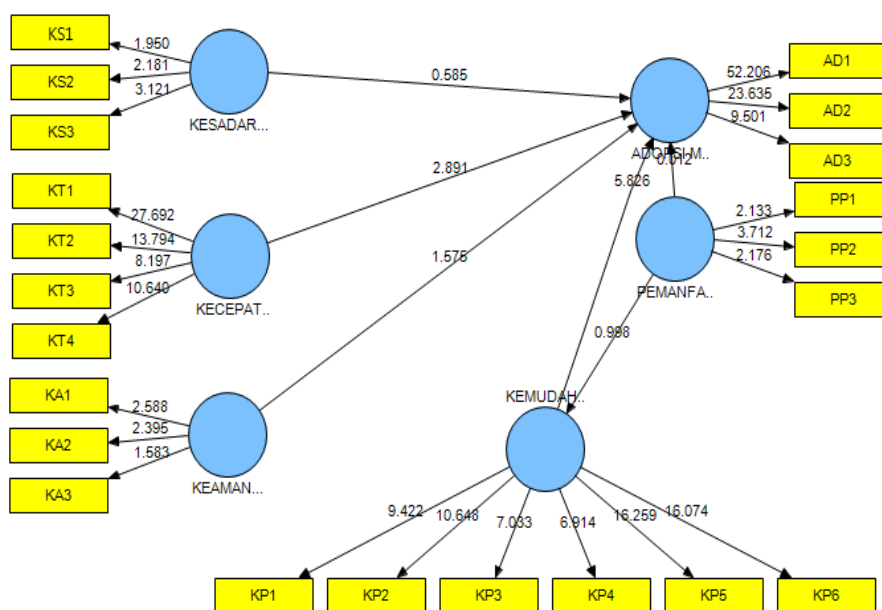 KS1
KS2
KS3
1.950
2.181
3.121
KESADAR...
0.585
52.206
23.635
9.501
AD1
AD2
AD3
ADOPSI M..
0.012
KT1
KT2
KT3
KT4
27.692
13.794
8.197
10.640
KECEPAT...
2.891
5.826
2.133
3.712
2.176
PP1
PP2
PP3
PEMANFA..
1.575
0.998
KA1
KA2
KA3
2.588
2.395
1.583
KEAMAN...
KEMUDAH..
9.422
10.648
7.033
6.914
16.259
16.074
KP1
KP2
KP3
KP4
KP5
KP6